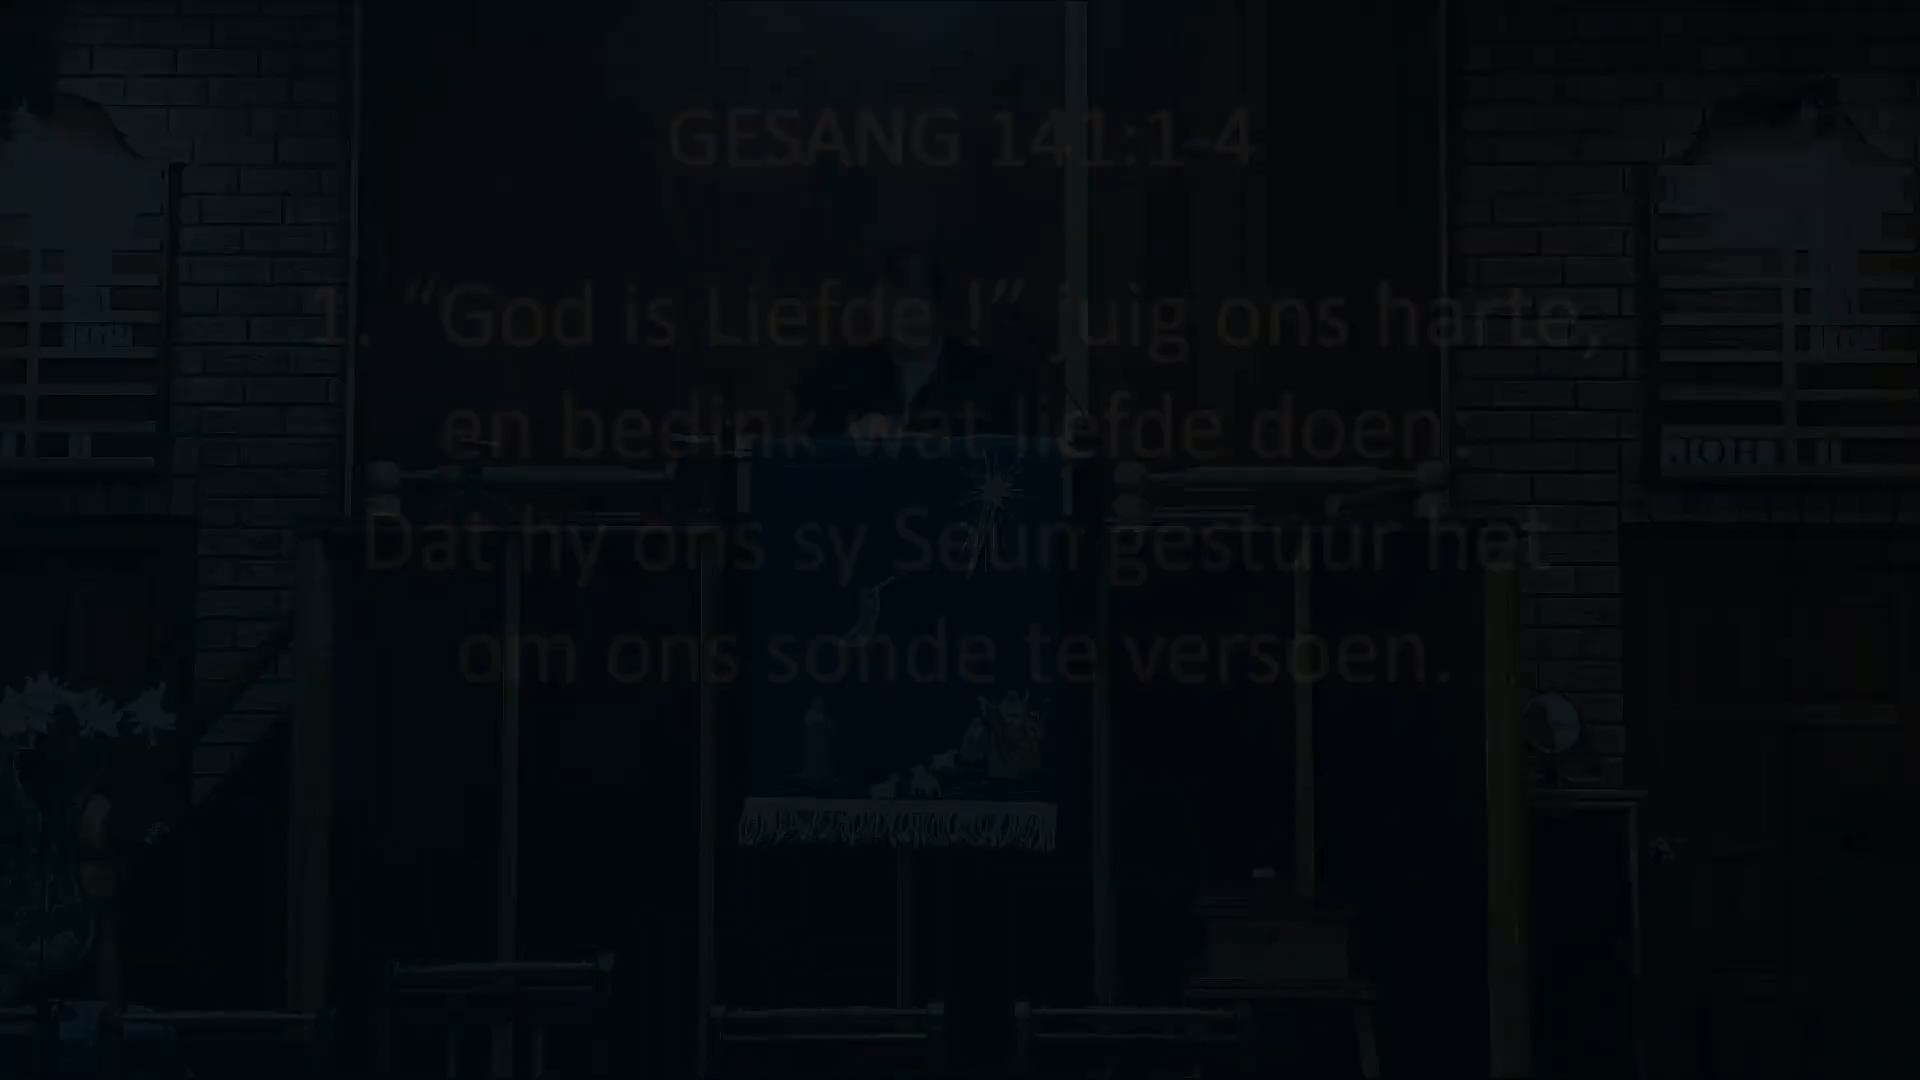 GESANG 141:1-4
1. “God is Liefde !” juig ons harte,
en bedink wat liefde doen:
Dat hy ons sy Seun gestuur het
om ons sonde te versoen.